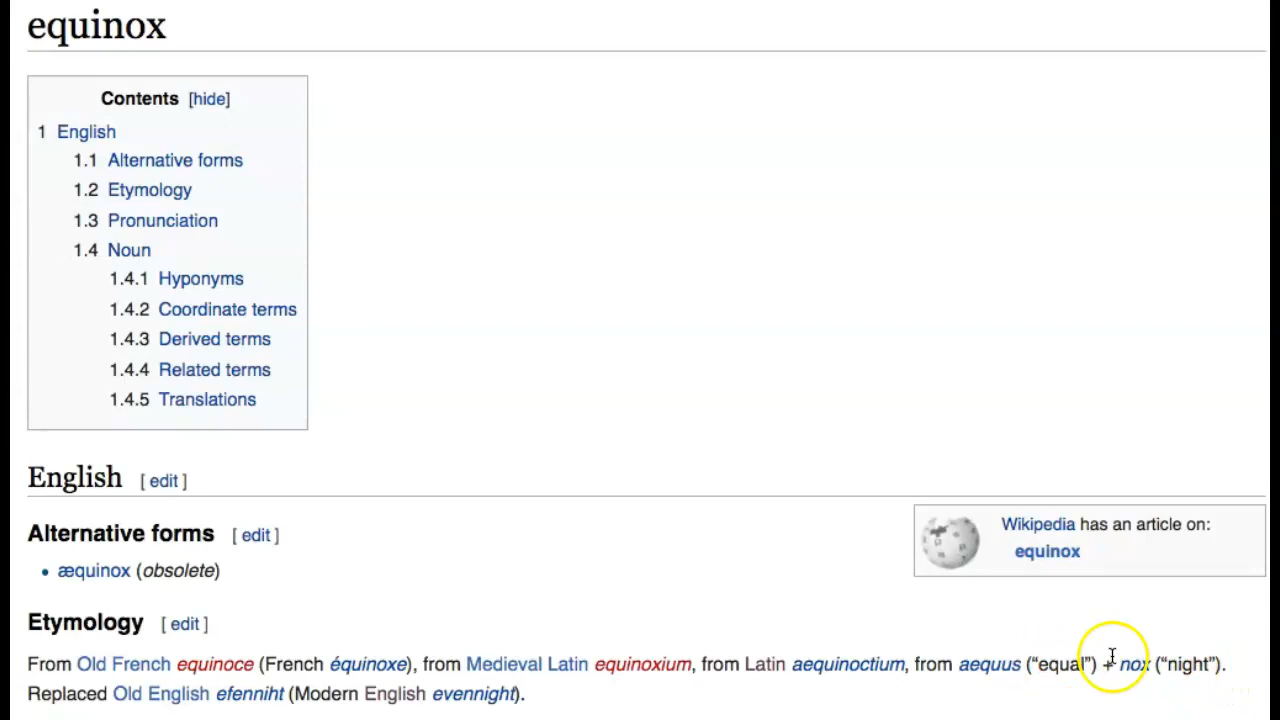 equinox
Contents [hide]
1 English
1.1 Alternative forms
1.2 Etymology
1.3 Pronunciation
1.4 Noun
1.4.1 Hyponyms
1.4.2 Coordinate terms
1.4.3 Derived terms
1.4.4 Related terms
1.4.5 Translations
English [ edit ]
Alternative forms [ edit ]
Wikipedia has an article on:
equinox
• æquinox (obsolete)
Etymology [ edit ]
From Old French equinoce (French équinoxe), from Medieval Latin equinoxium, from Latin aequinoctium, from aequus (“equal”) + nox (“night”).
Replaced Old English efenniht (Modern English evennight).